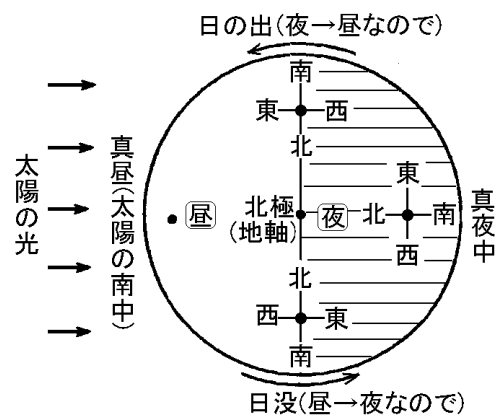 日の出(夜→昼なので)
南
東 西
北
太陽の光
真昼(太陽の南中)
昼
北極
(地軸)
夜
東
北 南
西
真夜中
北
西 東
南
日没(昼→夜なので)